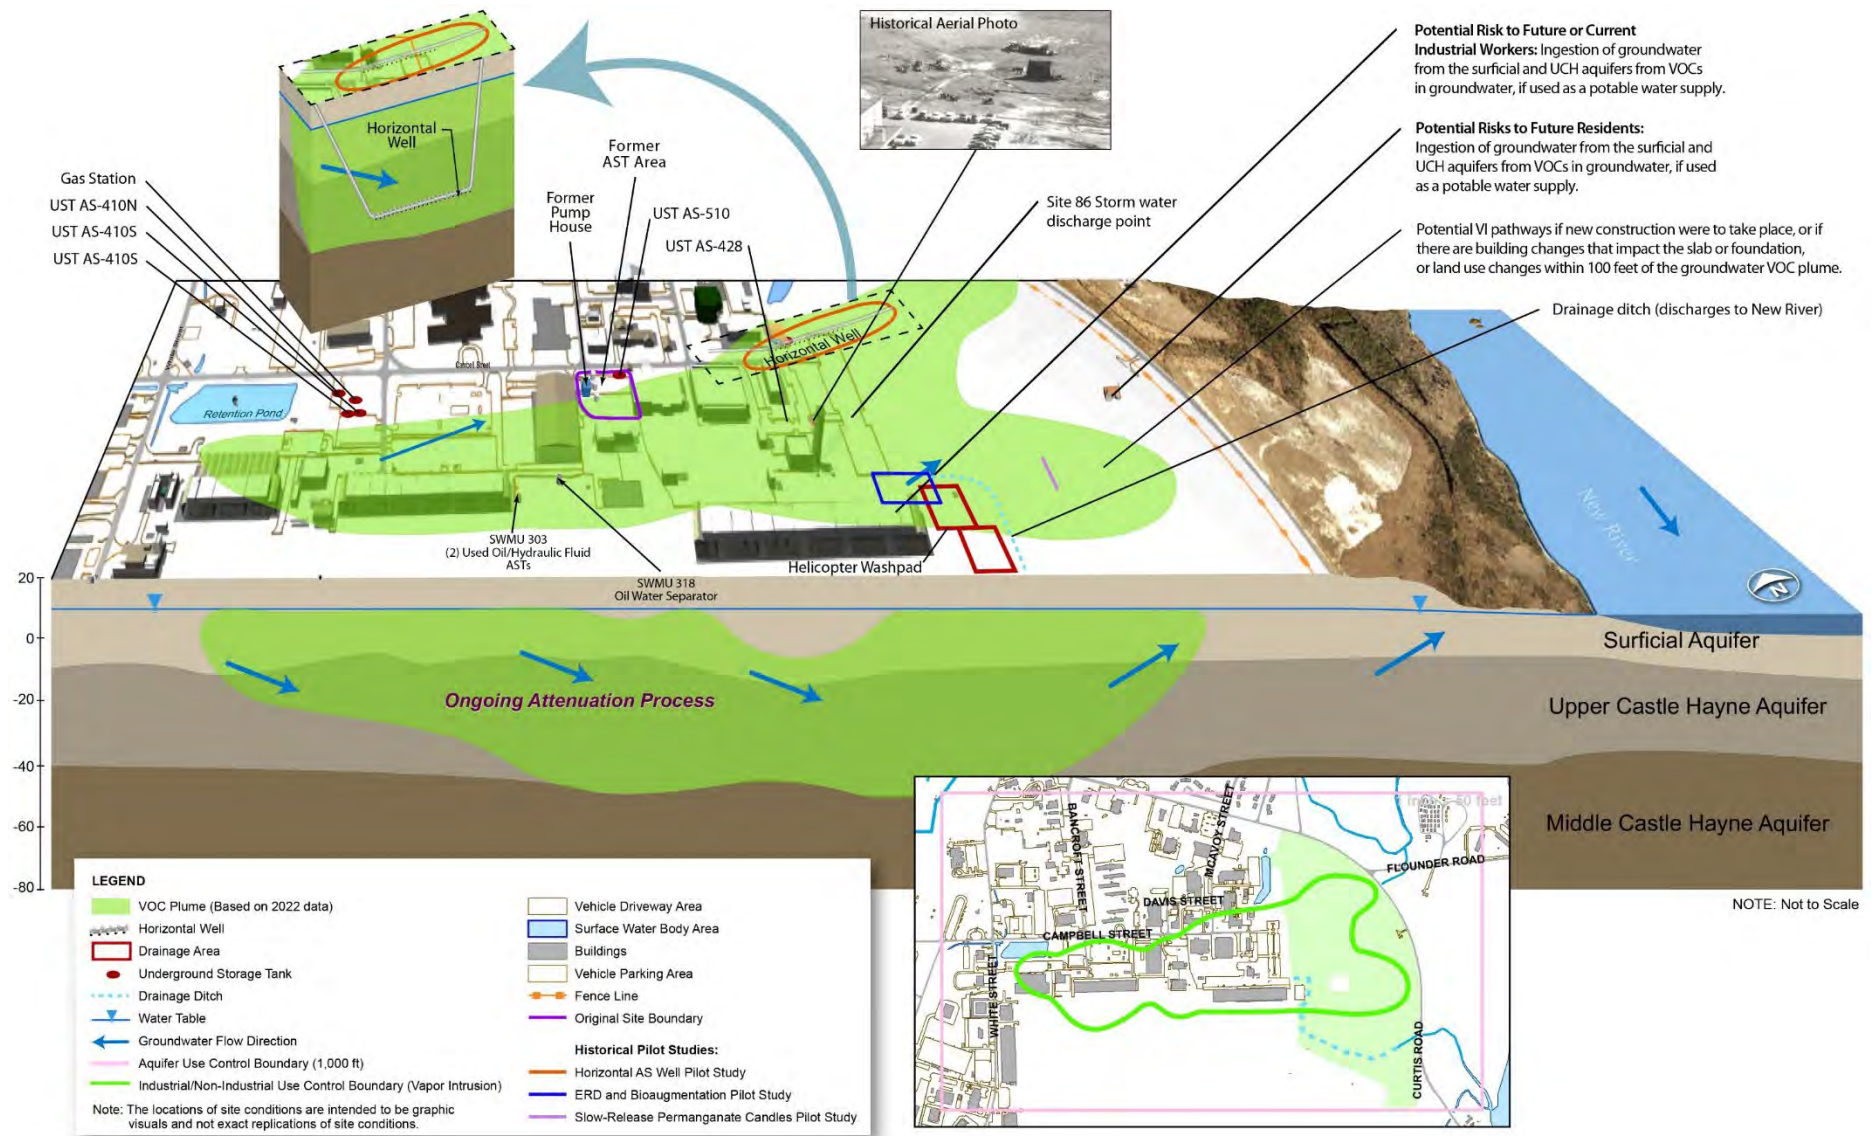 Historical Aerial Photo
Potential Risk to Future or Current
Industrial Workers: Ingestion of groundwater
from the surficial and UCH aquifers from VOCs
in groundwater, if used as a potable water supply.
Potential Risks to Future Residents:
Ingestion of groundwater from the surficial and
UCH aquifers from VOCs in groundwater, if used
as a potable water supply.
Potential VI pathways if new construction were to take place, or if
there are building changes that impact the slab or foundation,
or land use changes within 100 feet of the groundwater VOC plume.
Drainage ditch (discharges to New River)
Horizontal
Well
Gas Station
UST AS-410N
UST AS-410S
UST AS-410S
Former
AST Area
Former
Pump
House
UST AS-510
UST AS-428
Site 86 Storm water
discharge point
Horizontal Well
Retention Pond
SWMU 303
(2) Used Oil/Hydraulic Fluid
ASTs
SWMU 318
Oil Water Separator
Helicopter Washpad
New River
N
20
0
-20
-40
-60
-80
Ongoing Attenuation Process
Surficial Aquifer
Upper Castle Hayne Aquifer
Middle Castle Hayne Aquifer
NOTE: Not to Scale
LEGEND
VOC Plume (Based on 2022 data)
Horizontal Well
Drainage Area
Underground Storage Tank
Drainage Ditch
Water Table
Groundwater Flow Direction
Aquifer Use Control Boundary (1,000 ft)
Industrial/Non-Industrial Use Control Boundary (Vapor Intrusion)
Note: The locations of site conditions are intended to be graphic
visuals and not exact replications of site conditions.
Vehicle Driveway Area
Surface Water Body Area
Buildings
Vehicle Parking Area
Fence Line
Original Site Boundary
Historical Pilot Studies:
Horizontal AS Well Pilot Study
ERD and Bioaugmentation Pilot Study
Slow-Release Permanganate Candles Pilot Study
BANCROFT STREET
MCAVOY STREET
FLOUNDER ROAD
DAVIS STREET
CAMPBELL STREET
WHITE STREET
CURTIS ROAD